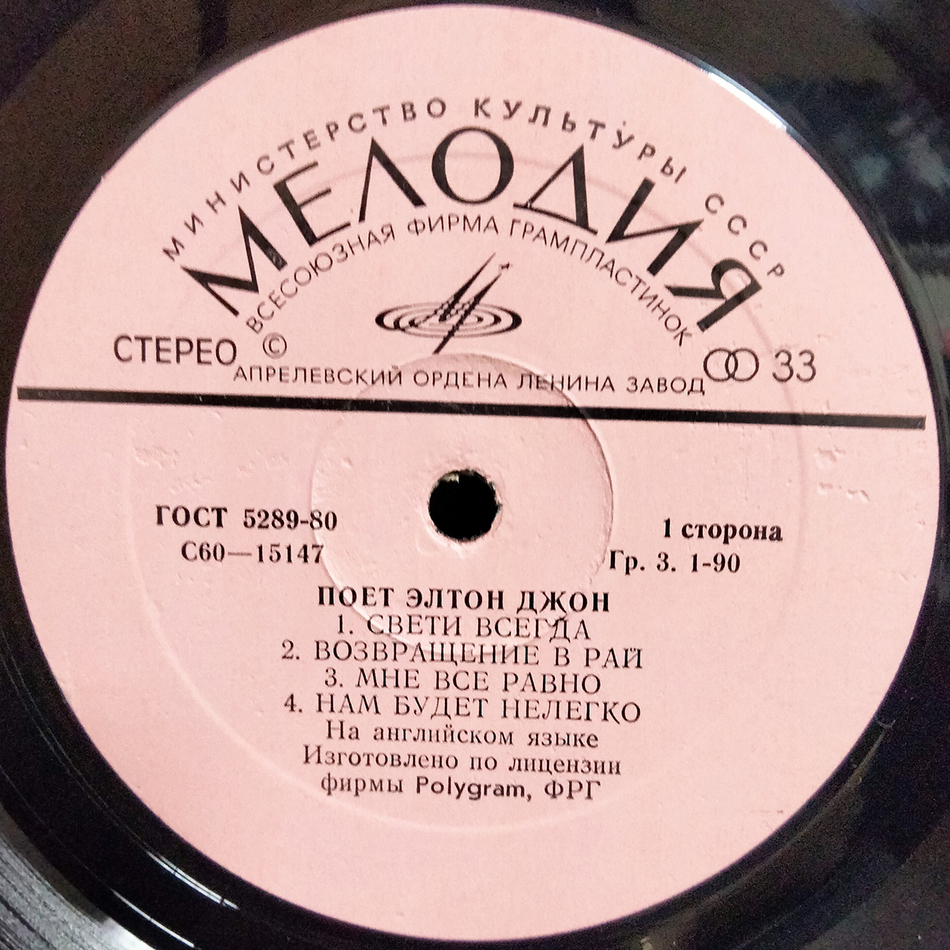 МИНИСТЕРСТВО КУЛЬТУРЫ СССР
МЕЛОДИЯ
ВСЕСОЮЗНАЯ ФИРМА ГРАМПЛАСТИНОК
СТЕРЕО © 33
АПРЕЛЕВСКИЙ ОРДЕНА ЛЕНИНА ЗАВОД
ГОСТ 5289-80
С60—15147
1 сторона
Гр. 3. 1-90
ПОЕТ ЭЛТОН ДЖОН
1. СВЕТИ ВСЕГДА
2. ВОЗВРАЩЕНИЕ В РАЙ
3. МНЕ ВСЕ РАВНО
4. НАМ БУДЕТ НЕЛЕГКО
На английском языке
Изготовлено по лицензии
фирмы Polygram, ФРГ